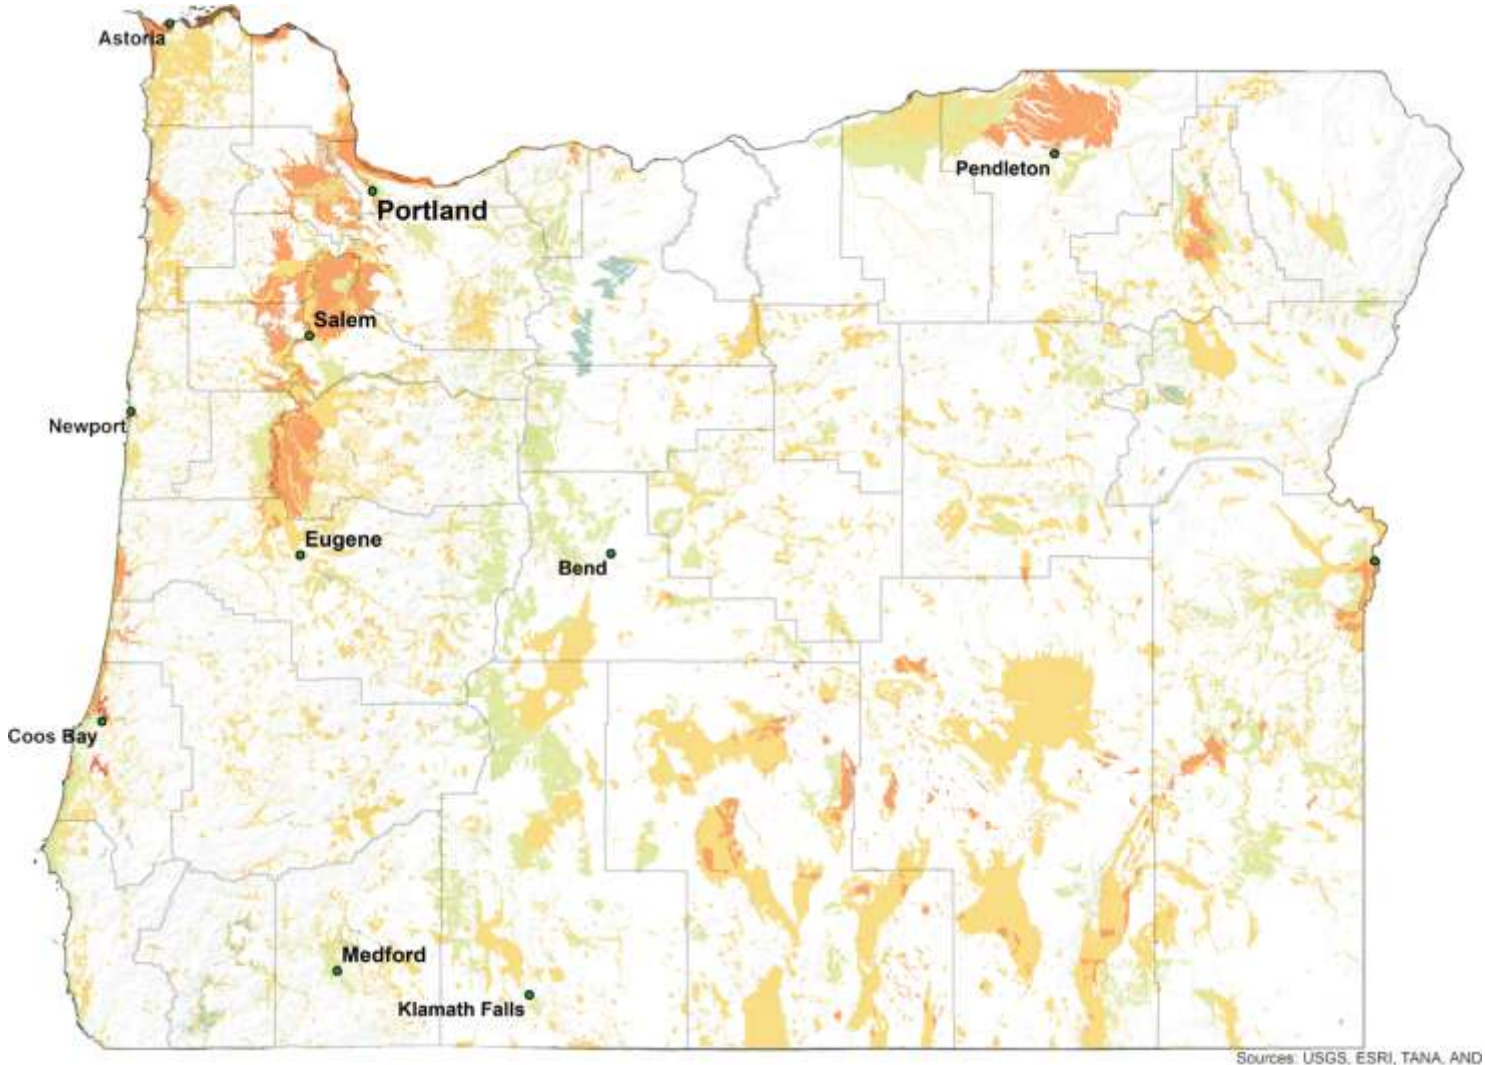 Astoria
Pendleton
Portland
Salem
Newport
Eugene
Bend
Coos Bay
Medford
Klamath Falls
Sources: USGS, ESRI, TANA, AND